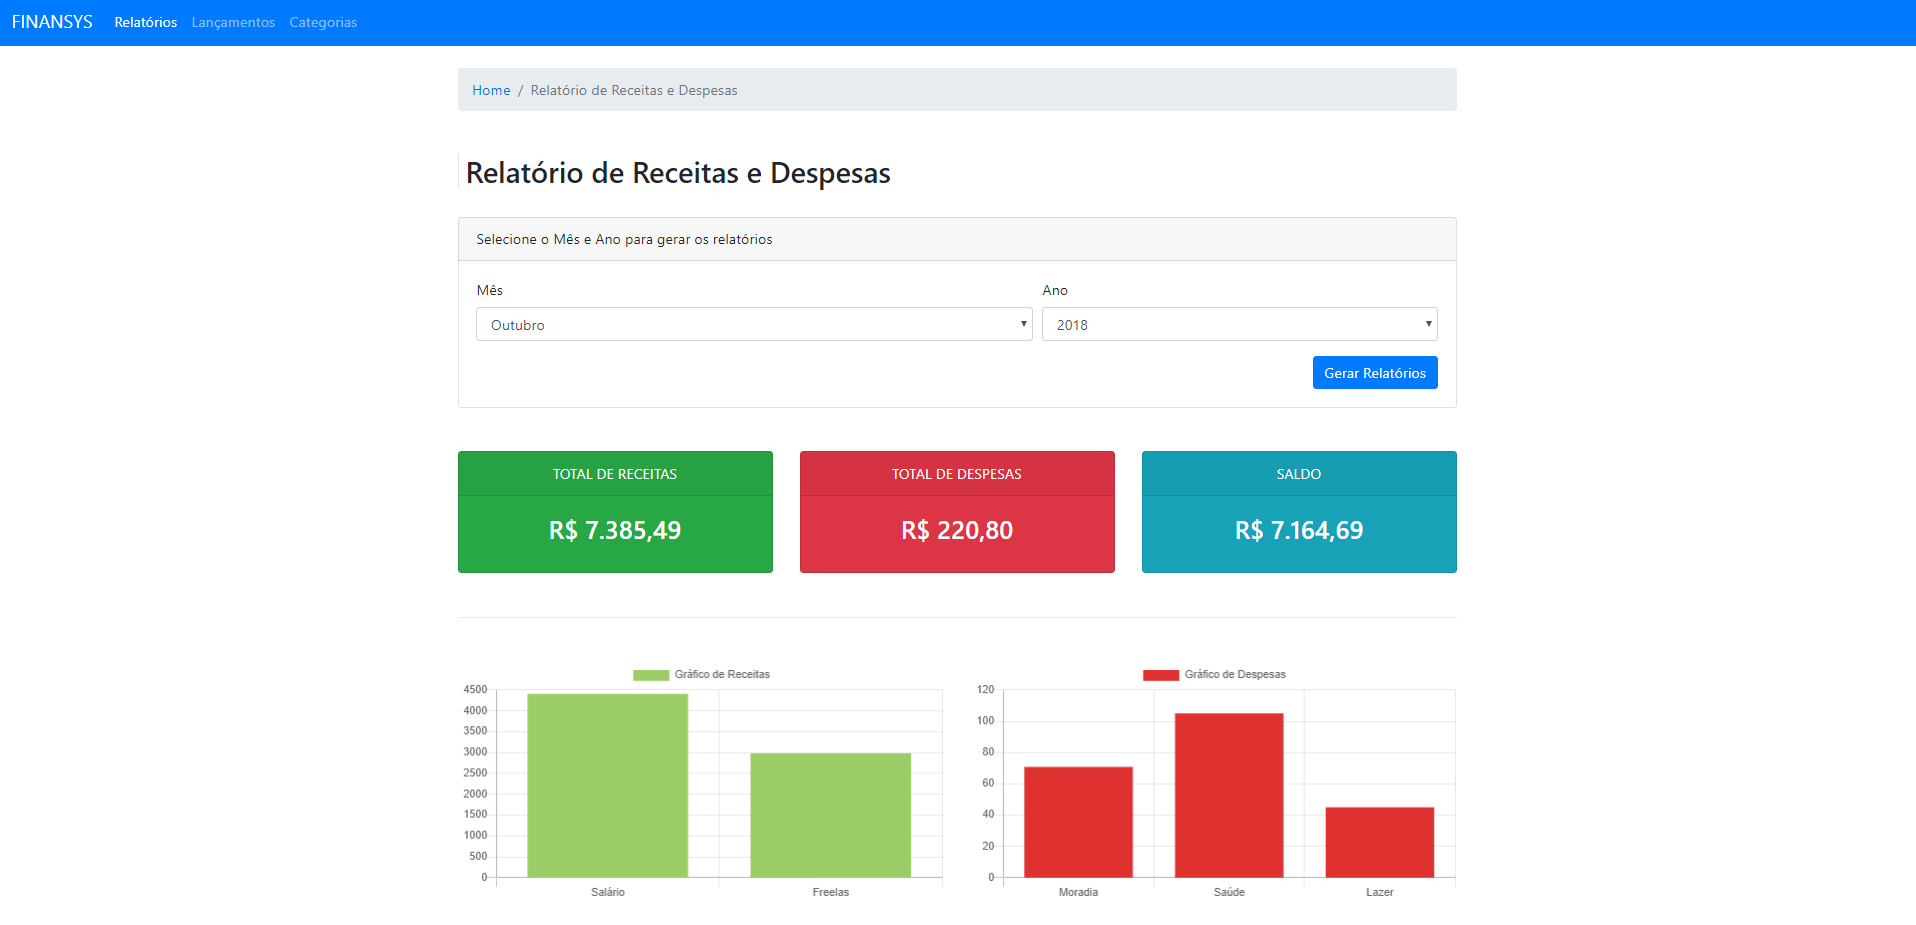 FINANSYS Relatórios Lançamentos Categorias
Home / Relatório de Receitas e Despesas
Relatório de Receitas e Despesas
Selecione o Mês e Ano para gerar os relatórios
Mês Ano
Outubro 2018
Gerar Relatórios
TOTAL DE RECEITAS
R$ 7.385,49
TOTAL DE DESPESAS
R$ 220,80
SALDO
R$ 7.164,69
Gráfico de Receitas
4500
4000
3500
3000
2500
2000
1500
1000
500
0
Salário Freelas
Gráfico de Despesas
120
100
80
60
40
20
0
Moradia Saúde Lazer